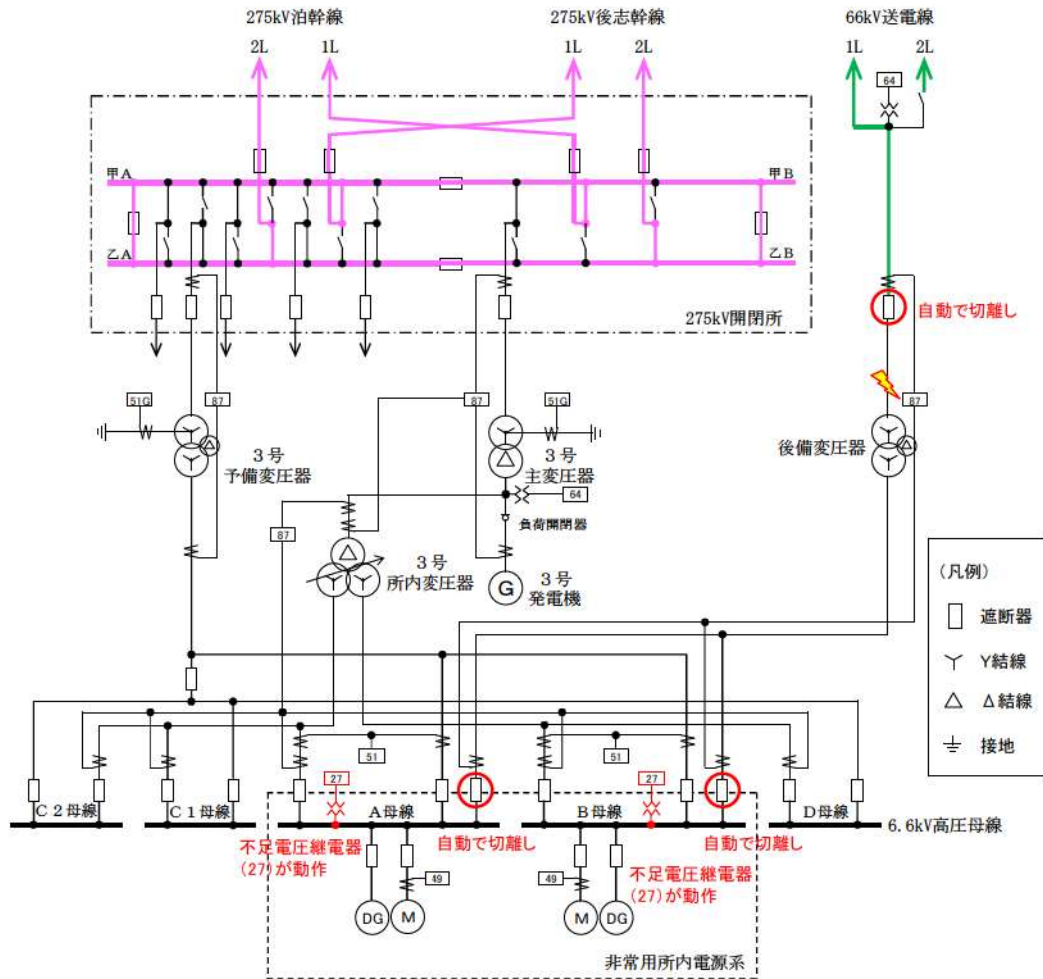 275kV泊幹線
275kV後志幹線
66kV送電線
2L
1L
1L
2L
1L
2L
64
甲A
甲B
乙A
乙B
275kV開閉所
自動で切離し
51G
87
51G
87
87
3号
予備変圧器
3号
主変圧器
後備変圧器
64
負荷開閉器
87
3号
所内変圧器
G
3号
発電機
(凡例)
遮断器
Y結線
Δ結線
接地
51
51
27
27
C2母線
C1母線
A母線
B母線
D母線
6.6kV高圧母線
不足電圧継電器
(27)が動作
自動で切離し
自動で切離し
不足電圧継電器
(27)が動作
49
49
DG
M
M
DG
非常用所内電源系